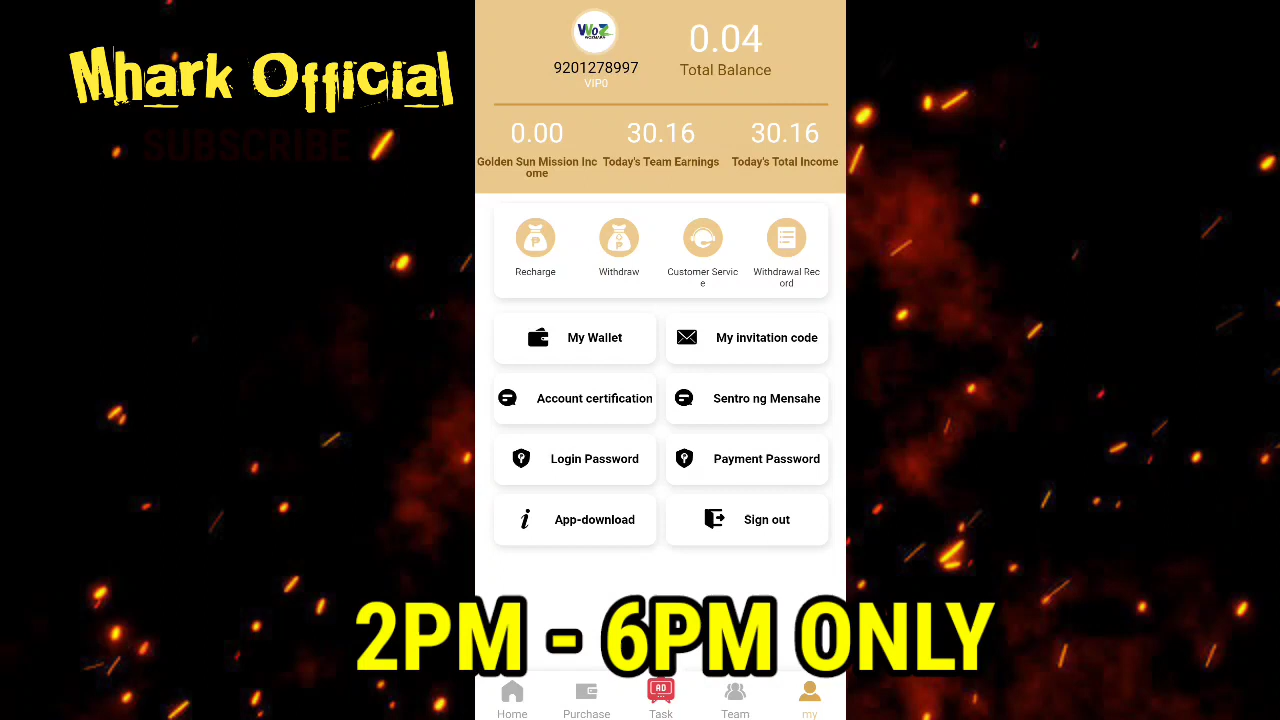 Mhark Official
SUBSCRIBE
WoZ
9201278997
VIP0
0.04
Total Balance
0.00
30.16
30.16
Golden Sun Mission Inc
ome
Today's Team Earnings
Today's Total Income
Recharge
Withdraw
Customer Servic
e
Withdrawal Rec
ord
My Wallet
My invitation code
Account certification
Sentro ng Mensahe
Login Password
Payment Password
App-download
Sign out
2PM - 6PM ONLY
AD
Home
Purchase
Task
Team
my